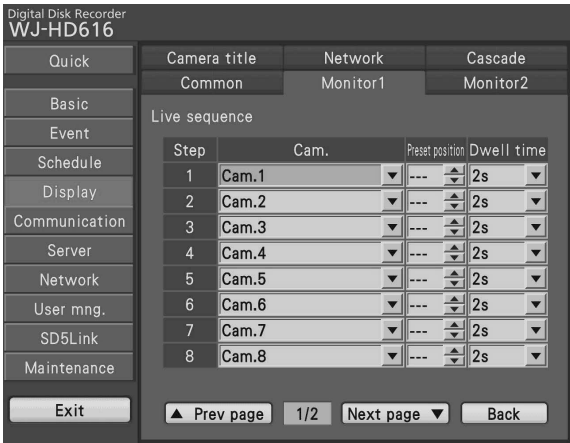 Digital Disk Recorder
WJ-HD616
Quick
Basic
Event
Schedule
Display
Communication
Server
Network
User mng.
SD5Link
Maintenance
Exit
Camera title Network Cascade
Common Monitor1 Monitor2
Live sequence
Step Cam. Preset position Dwell time
1 Cam.1 ▼ --- 2s ▼
2 Cam.2 ▼ --- 2s ▼
3 Cam.3 ▼ --- 2s ▼
4 Cam.4 ▼ --- 2s ▼
5 Cam.5 ▼ --- 2s ▼
6 Cam.6 ▼ --- 2s ▼
7 Cam.7 ▼ --- 2s ▼
8 Cam.8 ▼ --- 2s ▼
▲ Prev page 1/2 Next page ▼ Back